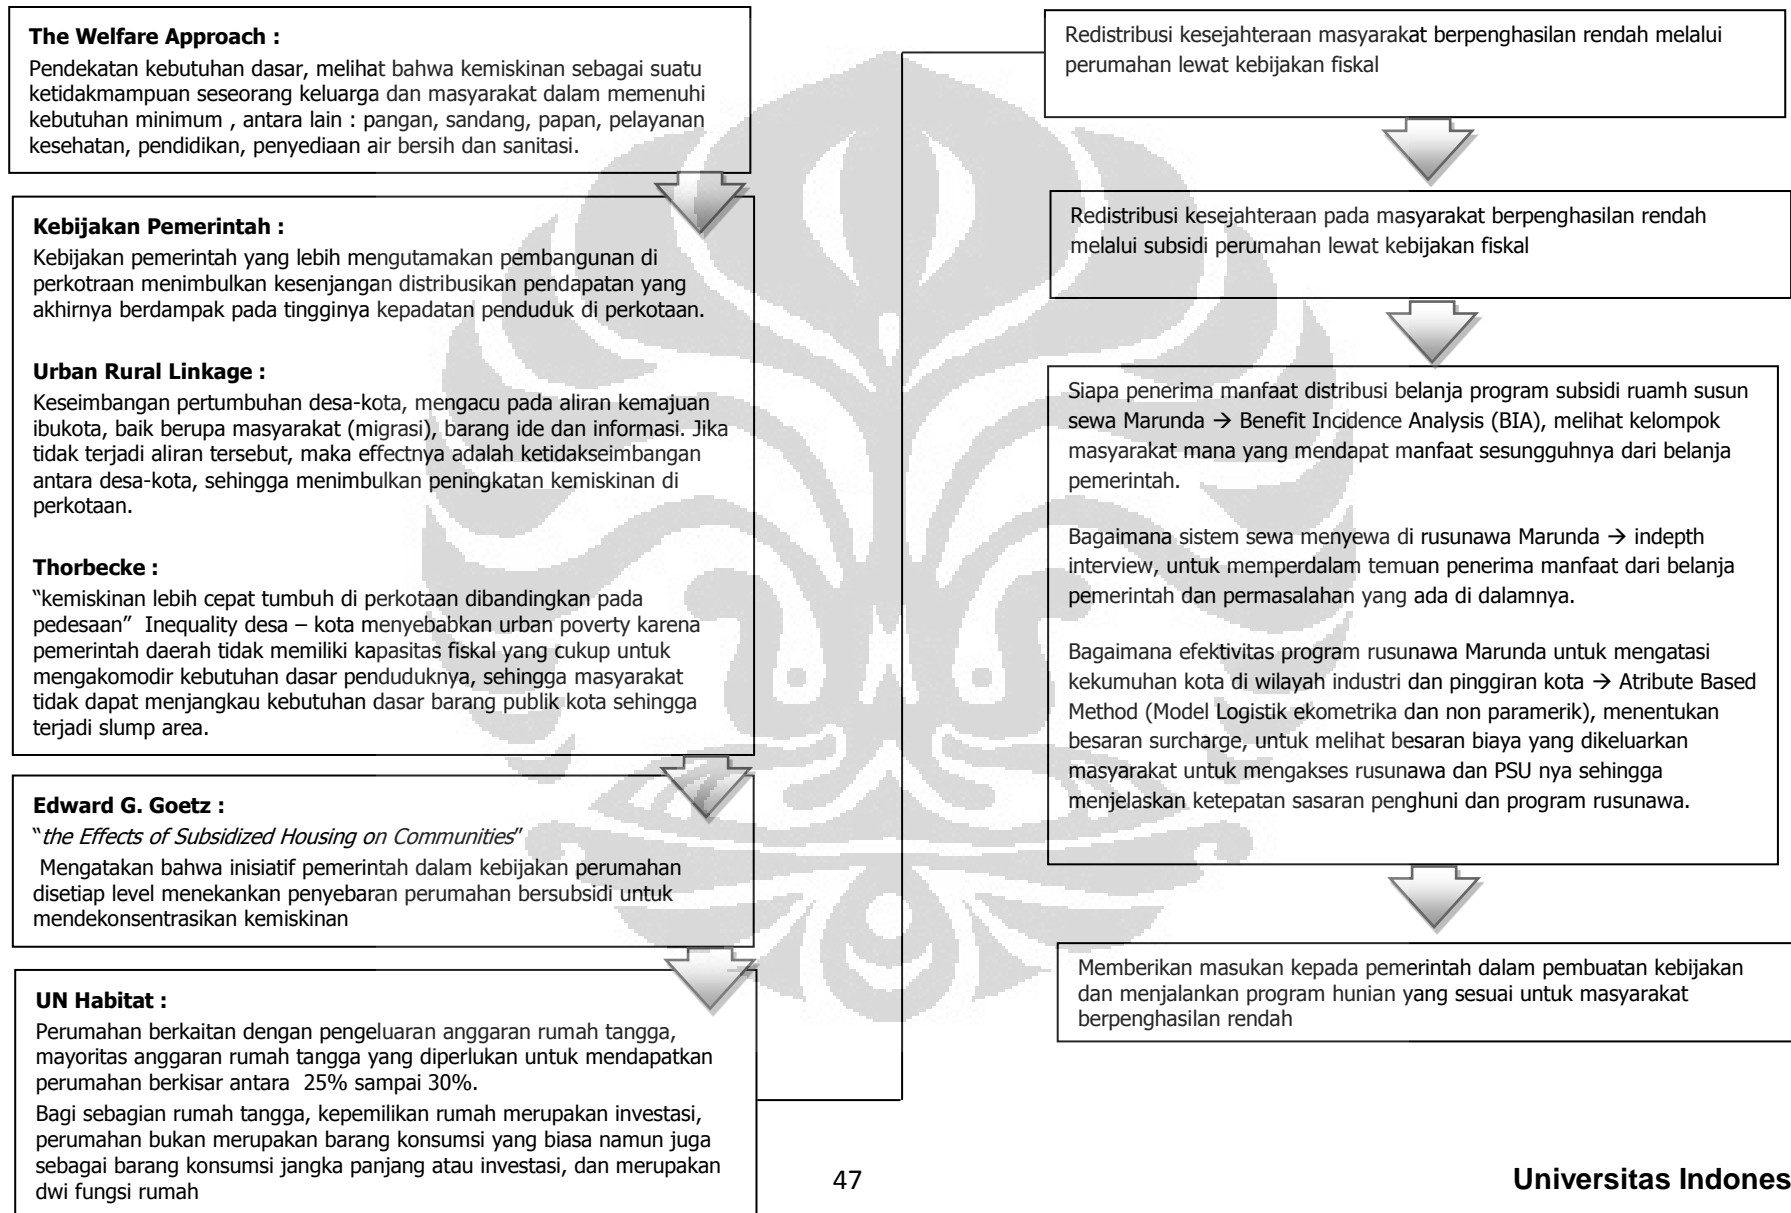 The Welfare Approach :
Pendekatan kebutuhan dasar, melihat bahwa kemiskinan sebagai suatu
ketidakmampuan seseorang keluarga dan masyarakat dalam memenuhi
kebutuhan minimum , antara lain : pangan, sandang, papan, pelayanan
kesehatan, pendidikan, penyediaan air bersih dan sanitasi.
Kebijakan Pemerintah :
Kebijakan pemerintah yang lebih mengutamakan pembangunan di
perkotraan menimbulkan kesenjangan distribusikan pendapatan yang
akhirnya berdampak pada tingginya kepadatan penduduk di perkotaan.
Urban Rural Linkage :
Keseimbangan pertumbuhan desa-kota, mengacu pada aliran kemajuan
ibukota, baik berupa masyarakat (migrasi), barang ide dan informasi. Jika
tidak terjadi aliran tersebut, maka effectnya adalah ketidakseimbangan
antara desa-kota, sehingga menimbulkan peningkatan kemiskinan di
perkotaan.
Thorbecke :
“kemiskinan lebih cepat tumbuh di perkotaan dibandingkan pada
pedesaan” Inequality desa – kota menyebabkan urban poverty karena
pemerintah daerah tidak memiliki kapasitas fiskal yang cukup untuk
mengakomodir kebutuhan dasar penduduknya, sehingga masyarakat
tidak dapat menjangkau kebutuhan dasar barang publik kota sehingga
terjadi slump area.
Edward G. Goetz :
“the Effects of Subsidized Housing on Communities”
Mengatakan bahwa inisiatif pemerintah dalam kebijakan perumahan
disetiap level menekankan penyebaran perumahan bersubsidi untuk
mendekonsentrasikan kemiskinan
UN Habitat :
Perumahan berkaitan dengan pengeluaran anggaran rumah tangga,
mayoritas anggaran rumah tangga yang diperlukan untuk mendapatkan
perumahan berkisar antara 25% sampai 30%.
Bagi sebagian rumah tangga, kepemilikan rumah merupakan investasi,
perumahan bukan merupakan barang konsumsi yang biasa namun juga
sebagai barang konsumsi jangka panjang atau investasi, dan merupakan
dwi fungsi rumah
Redistribusi kesejahteraan masyarakat berpenghasilan rendah melalui
perumahan lewat kebijakan fiskal
Redistribusi kesejahteraan pada masyarakat berpenghasilan rendah
melalui subsidi perumahan lewat kebijakan fiskal
Siapa penerima manfaat distribusi belanja program subsidi ruamh susun
sewa Marunda → Benefit Incidence Analysis (BIA), melihat kelompok
masyarakat mana yang mendapat manfaat sesungguhnya dari belanja
pemerintah.
Bagaimana sistem sewa menyewa di rusunawa Marunda → indepth
interview, untuk memperdalam temuan penerima manfaat dari belanja
pemerintah dan permasalahan yang ada di dalamnya.
Bagaimana efektivitas program rusunawa Marunda untuk mengatasi
kekumuhan kota di wilayah industri dan pinggiran kota → Atribute Based
Method (Model Logistik ekometrika dan non paramerik), menentukan
besaran surcharge, untuk melihat besaran biaya yang dikeluarkan
masyarakat untuk mengakses rusunawa dan PSU nya sehingga
menjelaskan ketepatan sasaran penghuni dan program rusunawa.
Memberikan masukan kepada pemerintah dalam pembuatan kebijakan
dan menjalankan program hunian yang sesuai untuk masyarakat
berpenghasilan rendah
47
Universitas Indones